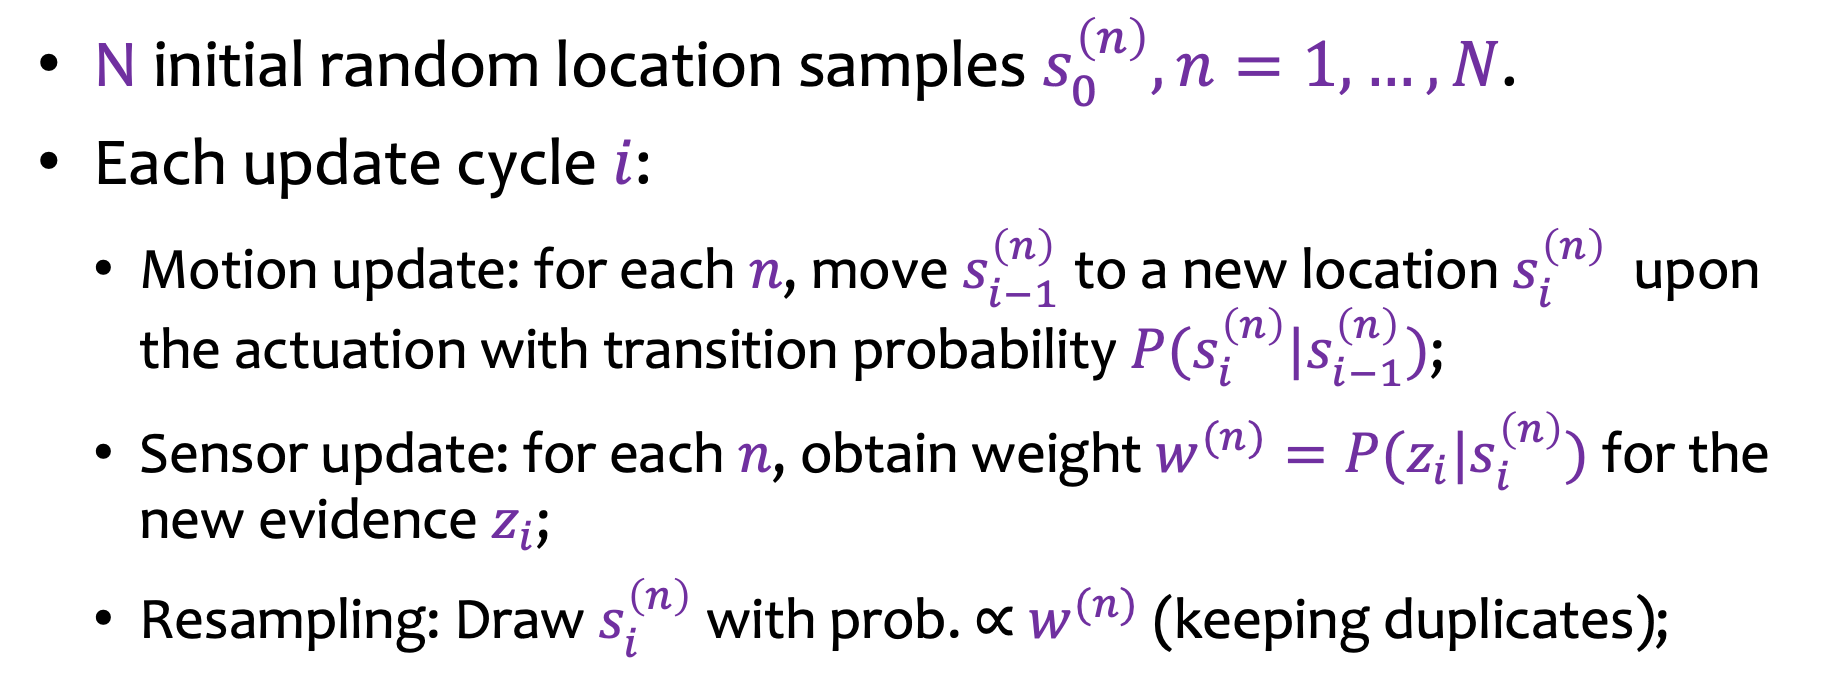 • N initial random location samples $s_0^{(n)}, n = 1, \ldots, N$.
• Each update cycle $i$:
• Motion update: for each $n$, move $s_{i-1}^{(n)}$ to a new location $s_i^{(n)}$ upon
the actuation with transition probability $P(s_i^{(n)}|s_{i-1}^{(n)})$;
• Sensor update: for each $n$, obtain weight $w^{(n)} = P(z_i|s_i^{(n)})$ for the
new evidence $z_i$;
• Resampling: Draw $s_i^{(n)}$ with prob. ∝ $w^{(n)}$ (keeping duplicates);